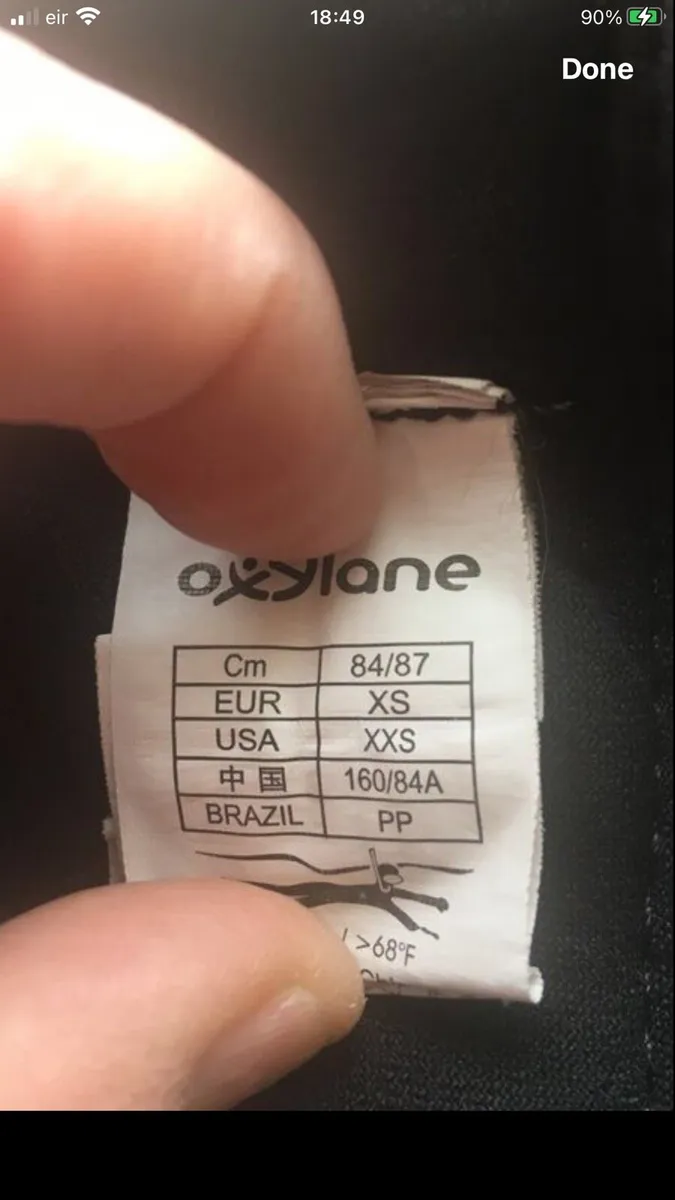 eir 18:49 90%
Done
oxylane
Cm 84/87
EUR XS
USA XXS
中国 160/84A
BRAZIL PP
/ >68°F